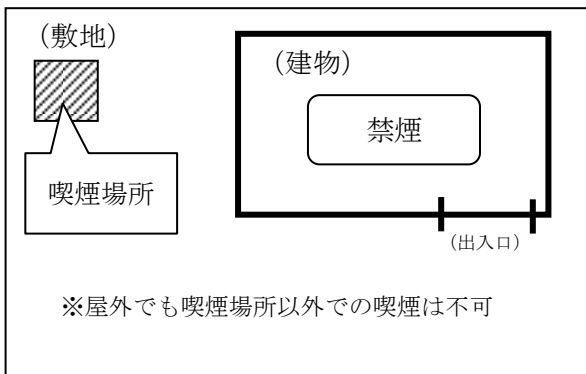 （敷地）
（建物）
禁煙
喫煙場所
（出入口）
※屋外でも喫煙場所以外での喫煙は不可